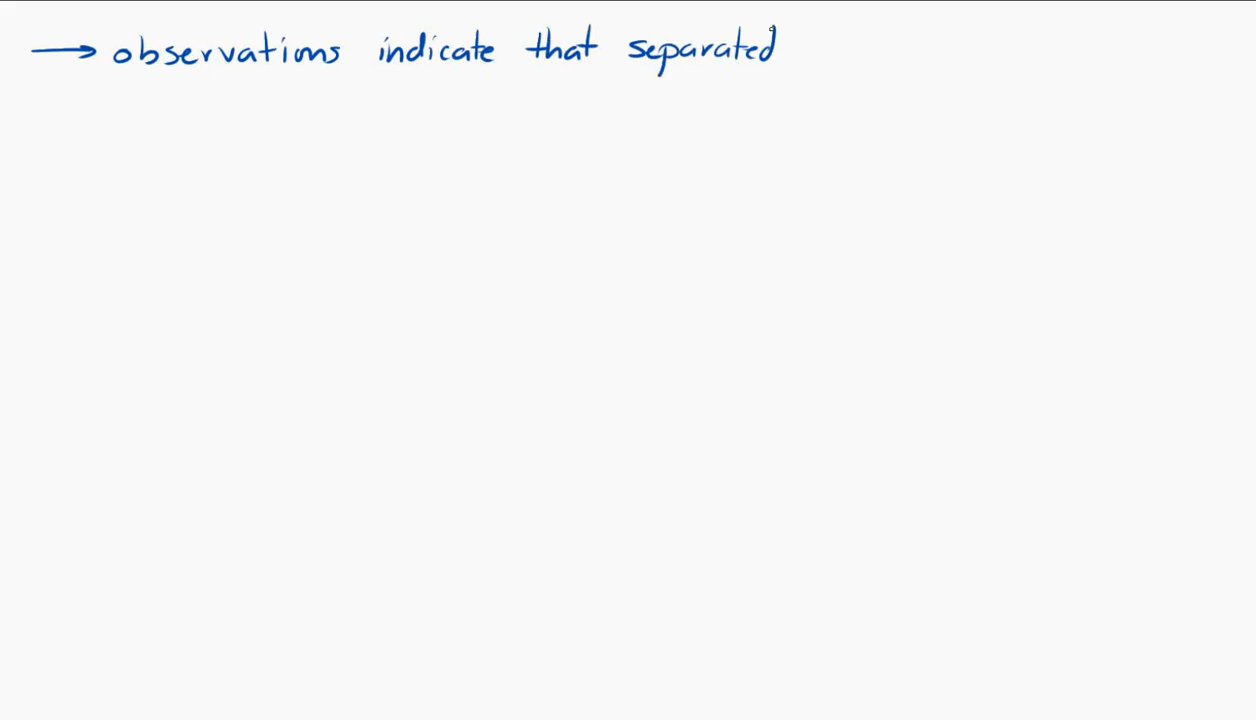 → observations indicate that separated